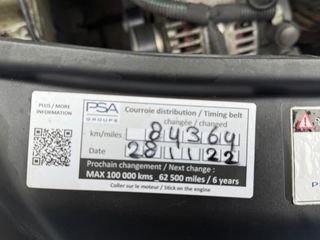 PLUS / MORE
INFORMATION
PSA
GROUPE
Courroie distribution / Timing belt
changée / changed
km/miles 84364
Date 28 11 22
Prochain changement / Next change :
MAX 100 000 kms _62 500 miles / 6 years
Coller sur le moteur / Stick on the engine
P